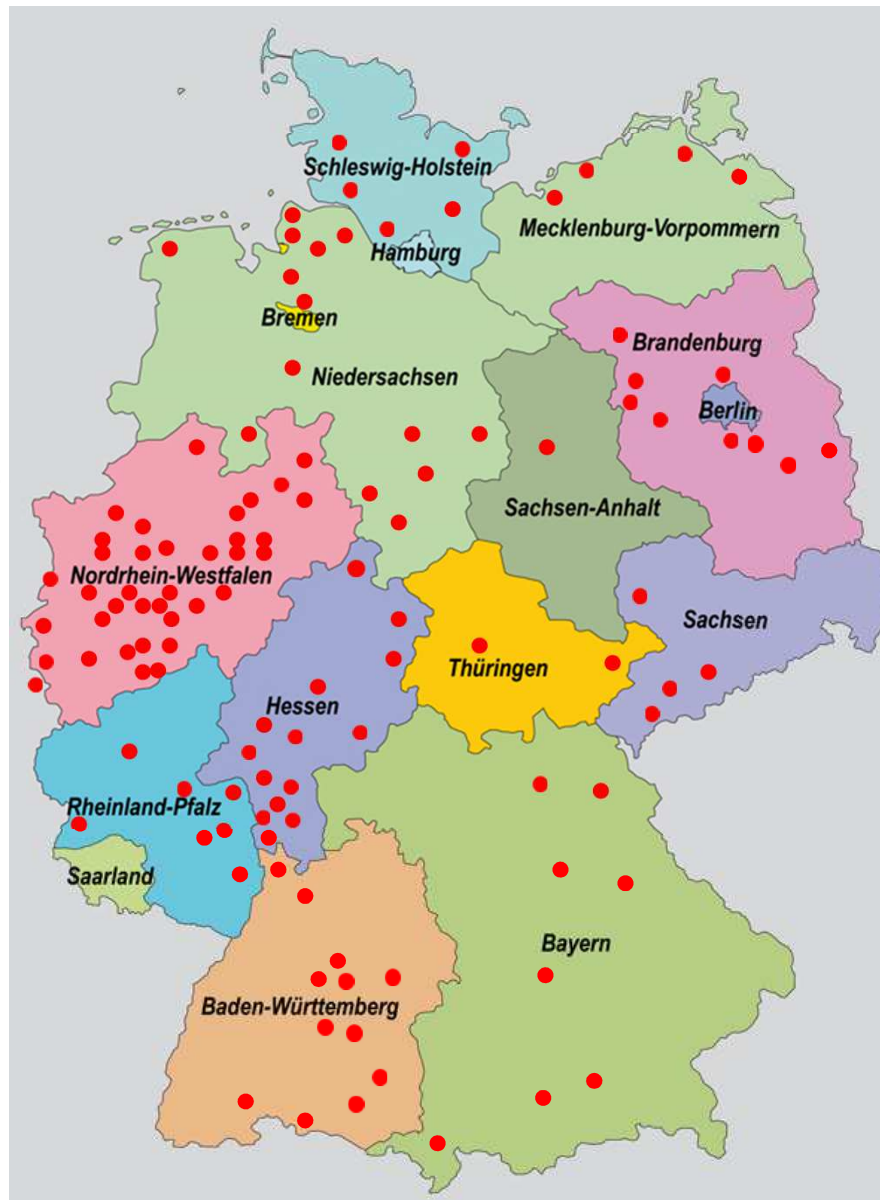 Schleswig-Holstein
Mecklenburg-Vorpommern
Hamburg
Bremen
Brandenburg
Niedersachsen
Berlin
Sachsen-Anhalt
Nordrhein-Westfalen
Sachsen
Thüringen
Hessen
Rheinland-Pfalz
Saarland
Bayern
Baden-Württemberg